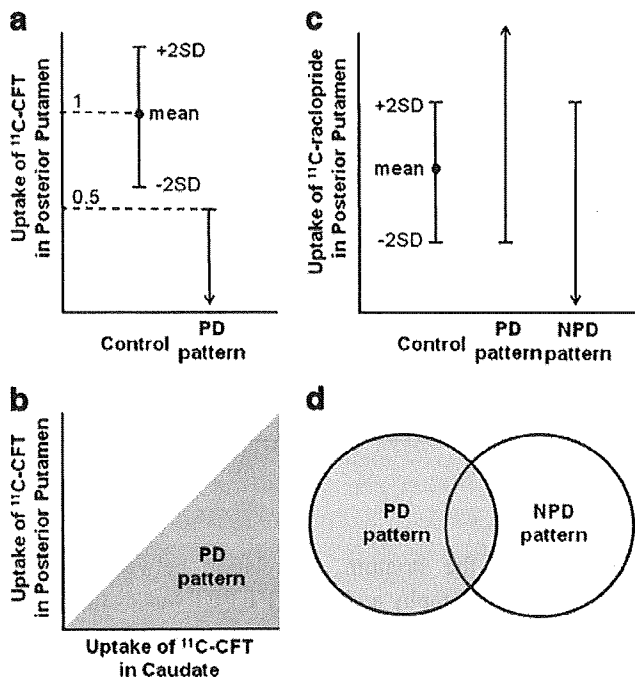 a
Uptake of ¹¹C-CFT
in Posterior Putamen
+2SD
1
mean
-2SD
0.5
Control
PD
pattern
c
Uptake of ¹¹C-raclopride
in Posterior Putamen
+2SD
mean
-2SD
Control
PD
pattern
NPD
pattern
b
Uptake of ¹¹C-CFT
in Posterior Putamen
PD
pattern
Uptake of ¹¹C-CFT
in Caudate
d
PD
pattern
NPD
pattern